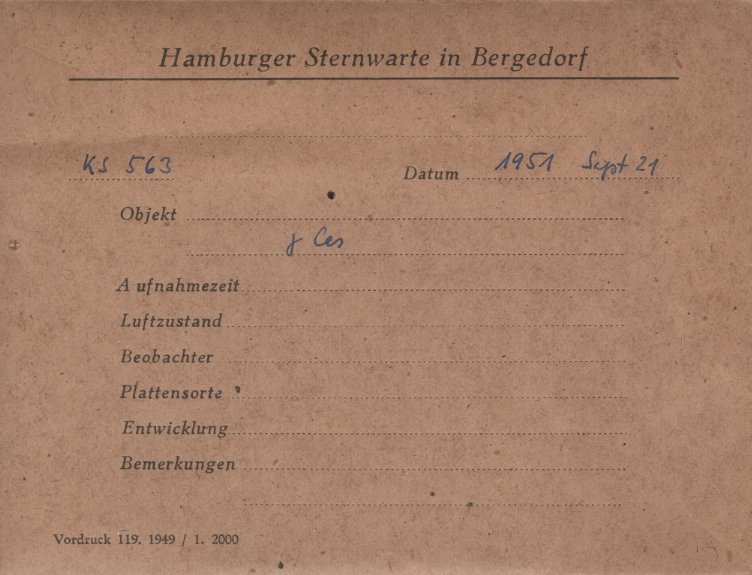 Hamburger Sternwarte in Bergedorf
KS 563 Datum 1951 Sept 21
Objekt
γ Cas
Aufnahmezeit
Luftzustand
Beobachter
Plattensorte
Entwicklung
Bemerkungen
Vordruck 119. 1949 / 1. 2000